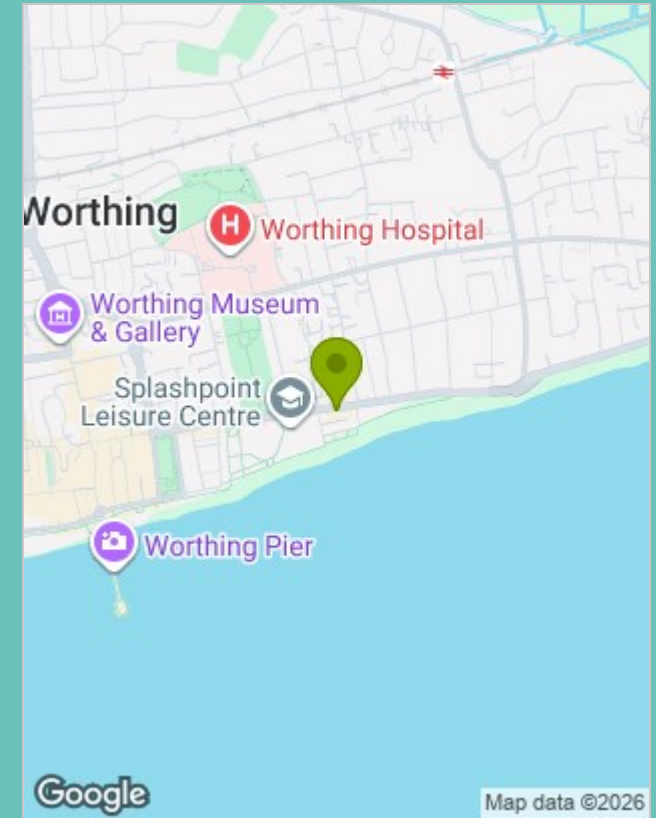 Worthing
H
Worthing Hospital
Worthing Museum
& Gallery
Splashpoint
Leisure Centre
Worthing Pier
Google
Map data ©2026